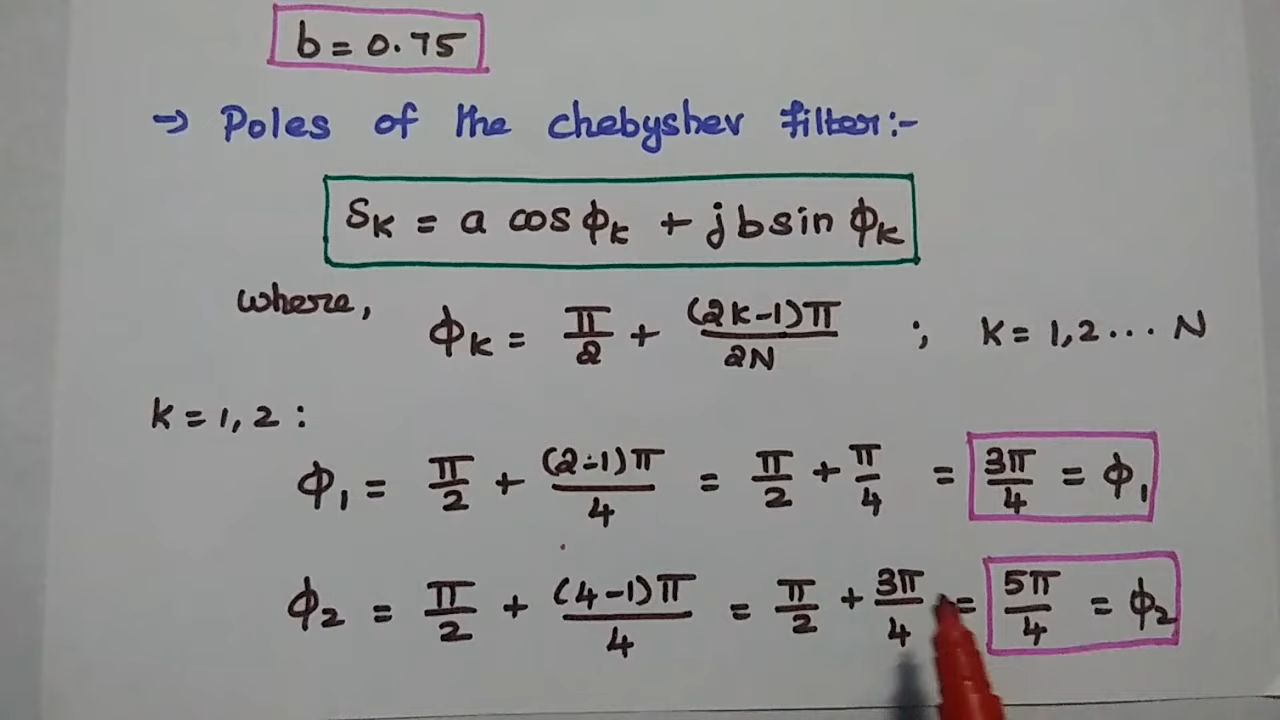 b = 0.75
→ Poles of the chebyshev filter:-
Sₖ = a cos ϕₖ + j b sin ϕₖ
where, ϕₖ = π/2 + (2k-1)π/2N ; k = 1, 2 ... N
k = 1, 2 :
ϕ₁ = π/2 + (2-1)π/4 = π/2 + π/4 = 3π/4 = ϕ₁
ϕ₂ = π/2 + (4-1)π/4 = π/2 + 3π/4 = 5π/4 = ϕ₂